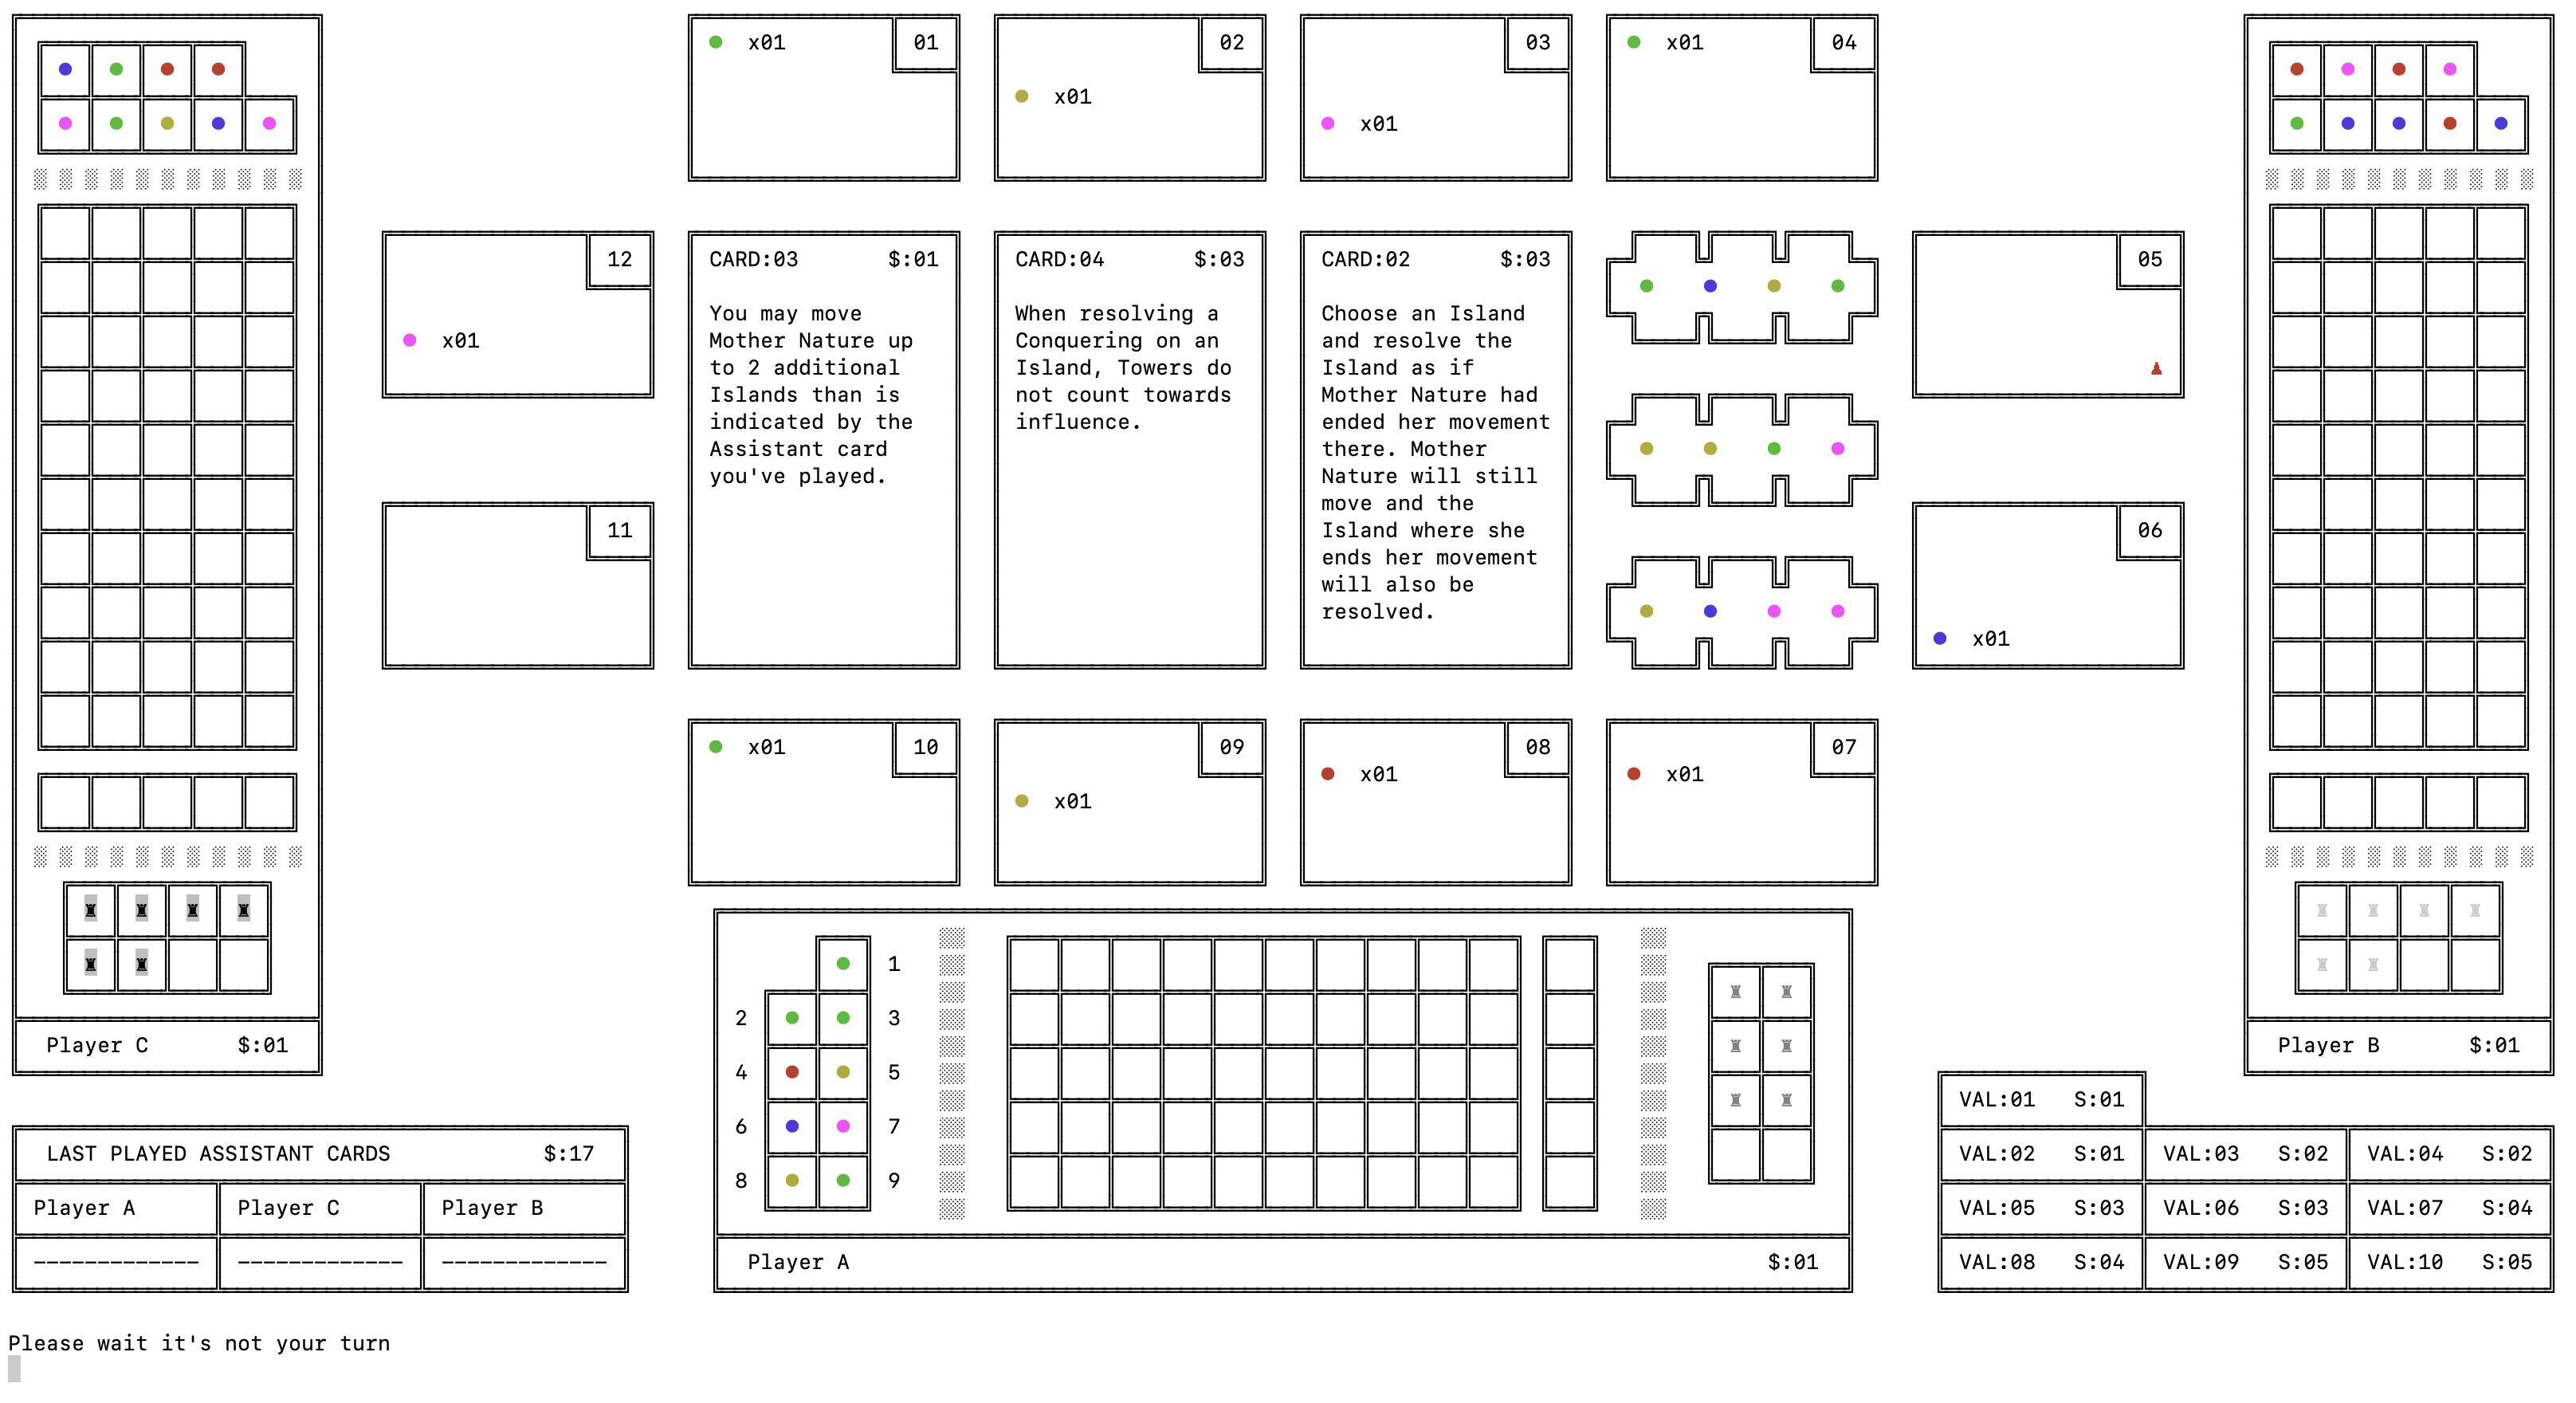 x01 01
x01 02
x01 03
x01 04
12
x01
CARD:03 $:01
You may move
Mother Nature up
to 2 additional
Islands than is
indicated by the
Assistant card
you've played.
CARD:04 $:03
When resolving a
Conquering on an
Island, Towers do
not count towards
influence.
CARD:02 $:03
Choose an Island
and resolve the
Island as if
Mother Nature had
ended her movement
there. Mother
Nature will still
move and the
Island where she
ends her movement
will also be
resolved.
05
11
06
x01
x01 10
x01 09
x01 08
x01 07
Player C $:01
1
2 3
4 5
6 7
8 9
Player A $:01
Player B $:01
LAST PLAYED ASSISTANT CARDS $:17
Player A Player C Player B
————————————— ————————————— —————————————
VAL:01 S:01
VAL:02 S:01 VAL:03 S:02 VAL:04 S:02
VAL:05 S:03 VAL:06 S:03 VAL:07 S:04
VAL:08 S:04 VAL:09 S:05 VAL:10 S:05
Please wait it's not your turn